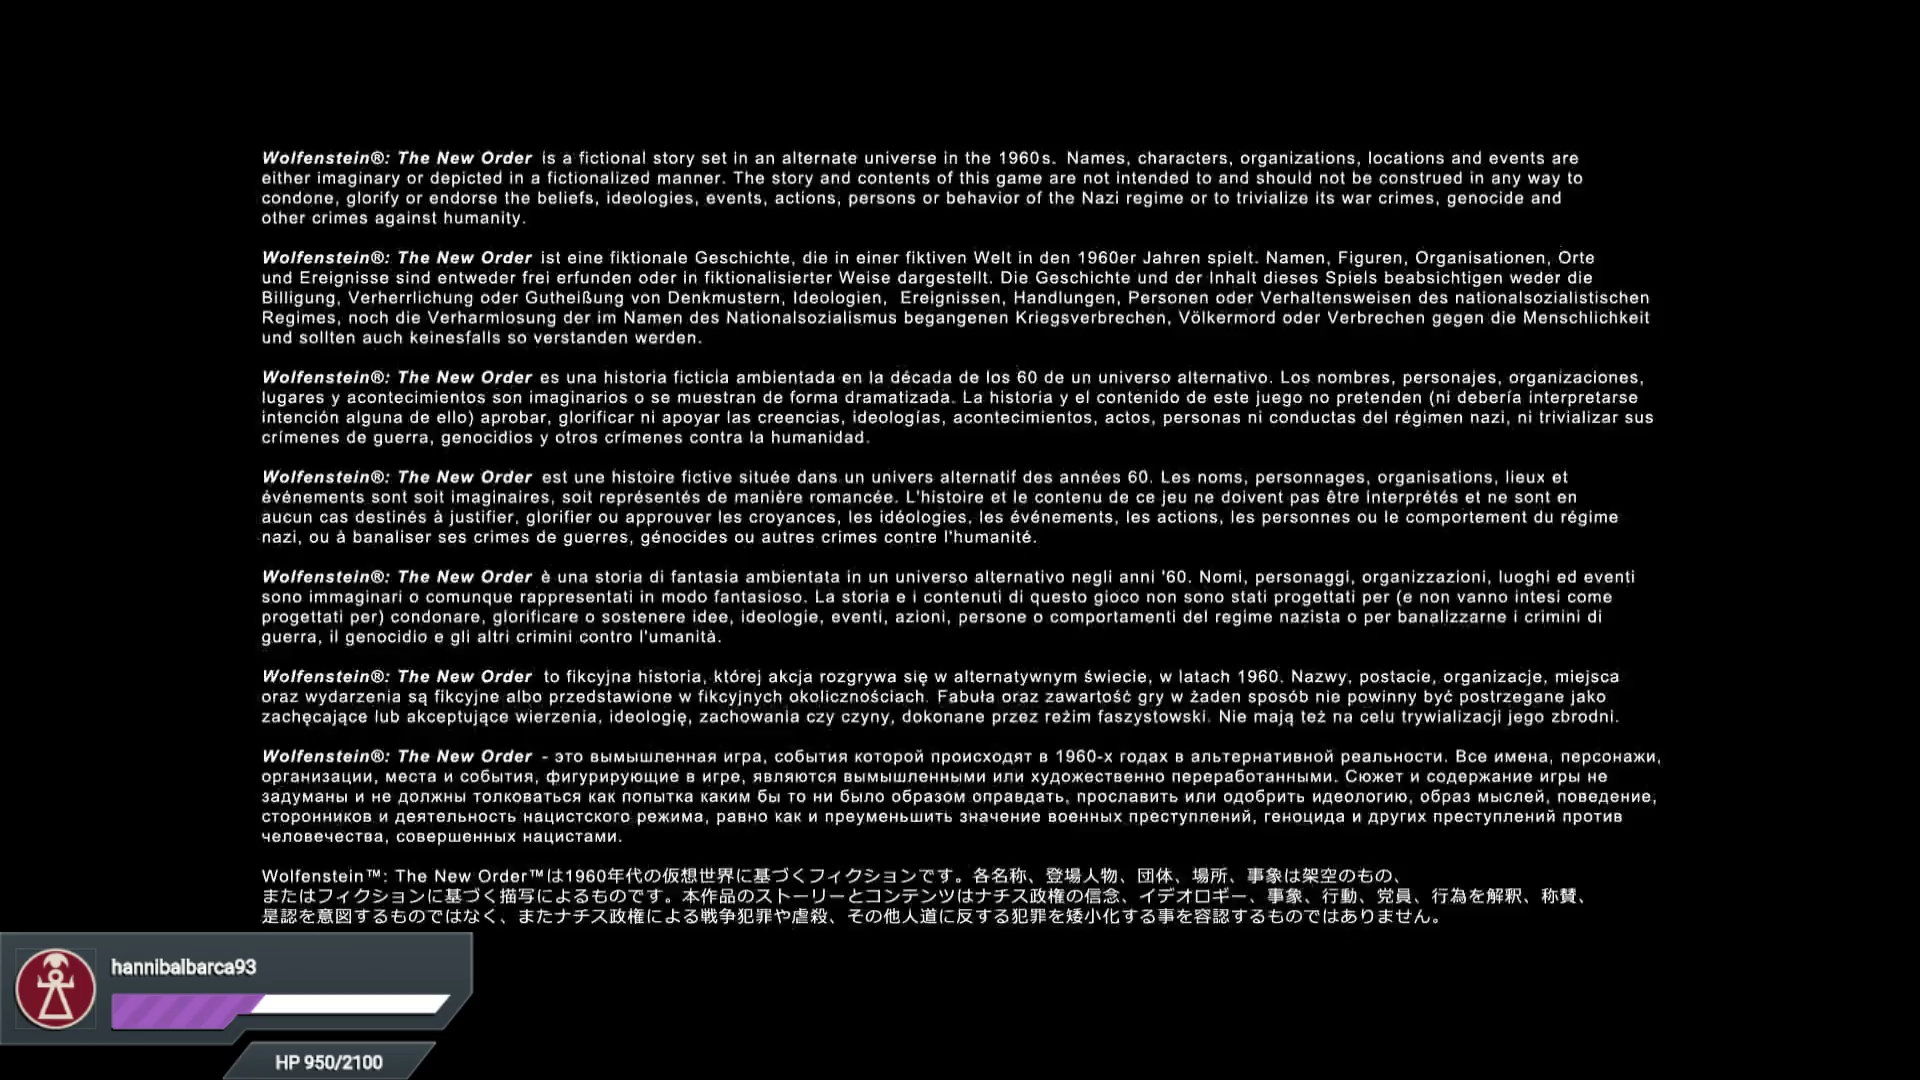 Wolfenstein®: The New Order is a fictional story set in an alternate universe in the 1960s. Names, characters, organizations, locations and events are
either imaginary or depicted in a fictionalized manner. The story and contents of this game are not intended to and should not be construed in any way to
condone, glorify or endorse the beliefs, ideologies, events, actions, persons or behavior of the Nazi regime or to trivialize its war crimes, genocide and
other crimes against humanity.
Wolfenstein®: The New Order ist eine fiktionale Geschichte, die in einer fiktiven Welt in den 1960er Jahren spielt. Namen, Figuren, Organisationen, Orte
und Ereignisse sind entweder frei erfunden oder in fiktionalisierter Weise dargestellt. Die Geschichte und der Inhalt dieses Spiels beabsichtigen weder die
Billigung, Verherrlichung oder Gutheißung von Denkmustern, Ideologien, Ereignissen, Handlungen, Personen oder Verhaltensweisen des nationalsozialistischen
Regimes, noch die Verharmlosung der im Namen des Nationalsozialismus begangenen Kriegsverbrechen, Völkermord oder Verbrechen gegen die Menschlichkeit
und sollten auch keinesfalls so verstanden werden.
Wolfenstein®: The New Order es una historia ficticia ambientada en la década de los 60 de un universo alternativo. Los nombres, personajes, organizaciones,
lugares y acontecimientos son imaginarios o se muestran de forma dramatizada. La historia y el contenido de este juego no pretenden (ni debería interpretarse
intención alguna de ello) aprobar, glorificar ni apoyar las creencias, ideologías, acontecimientos, actos, personas ni conductas del régimen nazi, ni trivializar sus
crímenes de guerra, genocidios y otros crímenes contra la humanidad.
Wolfenstein®: The New Order est une histoire fictive située dans un univers alternatif des années 60. Les noms, personnages, organisations, lieux et
événements sont soit imaginaires, soit représentés de manière romancée. L'histoire et le contenu de ce jeu ne doivent pas être interprétés et ne sont en
aucun cas destinés à justifier, glorifier ou approuver les croyances, les idéologies, les événements, les actions, les personnes ou le comportement du régime
nazi, ou à banaliser ses crimes de guerres, génocides ou autres crimes contre l'humanité.
Wolfenstein®: The New Order è una storia di fantasia ambientata in un universo alternativo negli anni '60. Nomi, personaggi, organizzazioni, luoghi ed eventi
sono immaginari o comunque rappresentati in modo fantasioso. La storia e i contenuti di questo gioco non sono stati progettati per (e non vanno intesi come
progettati per) condonare, glorificare o sostenere idee, ideologie, eventi, azioni, persone o comportamenti del regime nazista o per banalizzarne i crimini di
guerra, il genocidio e gli altri crimini contro l'umanità.
Wolfenstein®: The New Order to fikcyjna historia, której akcja rozgrywa się w alternatywnym świecie, w latach 1960. Nazwy, postacie, organizacje, miejsca
oraz wydarzenia są fikcyjne albo przedstawione w fikcyjnych okolicznościach. Fabuła oraz zawartość gry w żaden sposób nie powinny być postrzegane jako
zachęcające lub akceptujące wierzenia, ideologię, zachowania czy czyny, dokonane przez reżim faszystowski. Nie mają też na celu trywializacji jego zbrodni.
Wolfenstein®: The New Order - это вымышленная игра, события которой происходят в 1960-х годах в альтернативной реальности. Все имена, персонажи,
организации, места и события, фигурирующие в игре, являются вымышленными или художественно переработанными. Сюжет и содержание игры не
задуманы и не должны толковаться как попытка каким бы то ни было образом оправдать, прославить или одобрить идеологию, образ мыслей, поведение,
сторонников и деятельность нацистского режима, равно как и преуменьшить значение военных преступлений, геноцида и других преступлений против
человечества, совершенных нацистами.
Wolfenstein™: The New Order™は1960年代の仮想世界に基づくフィクションです。各名称、登場人物、団体、場所、事象は架空のもの、
またはフィクションに基づく描写によるものです。本作品のストーリーとコンテンツはナチス政権の信念、イデオロギー、事象、行動、党員、行為を解釈、称賛、
是認を意図するものではなく、またナチス政権による戦争犯罪や虐殺、その他人道に反する犯罪を矮小化する事を容認するものではありません。
hannibalbarca93
HP 950/2100